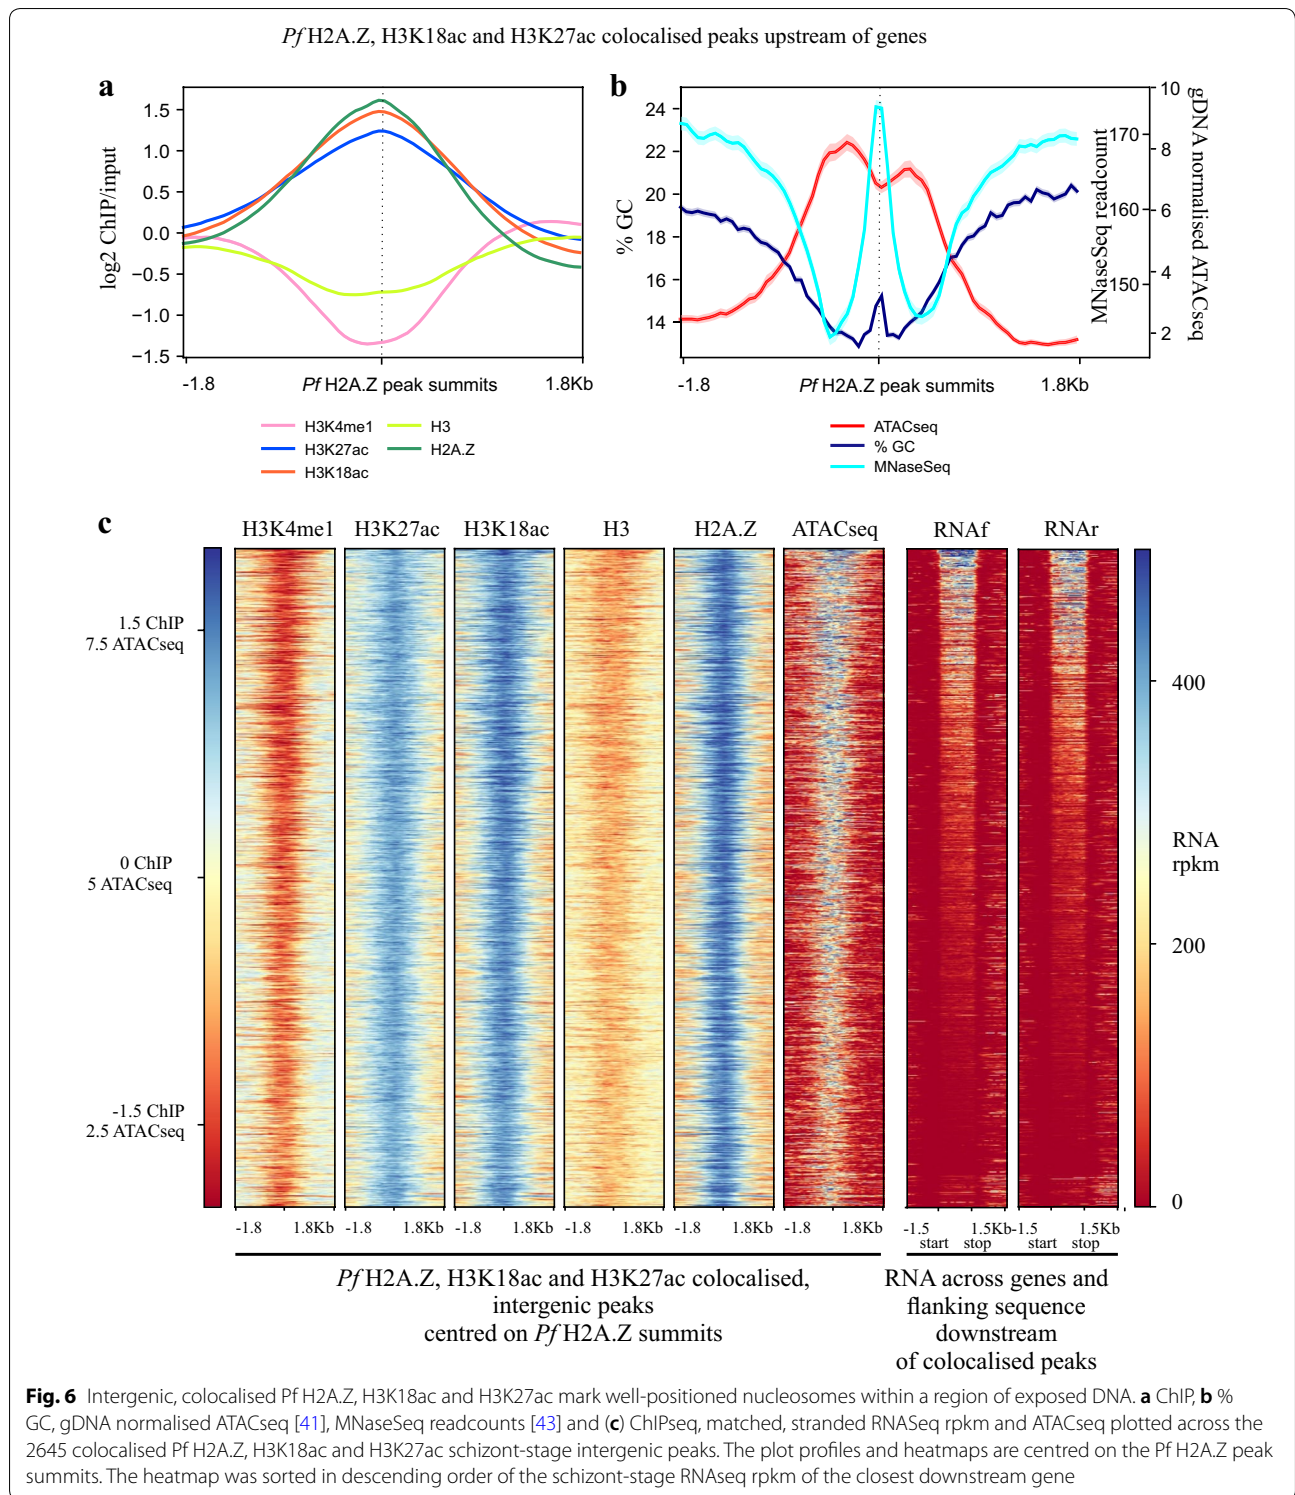 Pf H2A.Z, H3K18ac and H3K27ac colocalised peaks upstream of genes
a
log2 ChIP/input
1.5
1.0
0.5
0.0
−0.5
−1.0
−1.5
-1.8
Pf H2A.Z peak summits
1.8Kb
H3K4me1
H3K27ac
H3K18ac
H3
H2A.Z
b
% GC
24
22
20
18
16
14
MNaseSeq readcount
170
160
150
gDNA normalised ATACseq
10
8
6
4
2
-1.8
Pf H2A.Z peak summits
1.8Kb
ATACseq
% GC
MNaseSeq
c
H3K4me1 H3K27ac H3K18ac H3 H2A.Z ATACseq RNAf RNAr
1.5 ChIP
7.5 ATACseq
0 ChIP
5 ATACseq
-1.5 ChIP
2.5 ATACseq
400
RNA
rpkm
200
0
-1.8 1.8Kb -1.8 1.8Kb -1.8 1.8Kb -1.8 1.8Kb -1.8 1.8Kb -1.8 1.8Kb -1.5 1.5Kb -1.5 1.5Kb
start stop start stop
Pf H2A.Z, H3K18ac and H3K27ac colocalised,
intergenic peaks
centred on Pf H2A.Z summits
RNA across genes and
flanking sequence
downstream
of colocalised peaks
Fig. 6 Intergenic, colocalised Pf H2A.Z, H3K18ac and H3K27ac mark well-positioned nucleosomes within a region of exposed DNA. a ChIP, b %
GC, gDNA normalised ATACseq [41], MNaseSeq readcounts [43] and (c) ChIPseq, matched, stranded RNASeq rpkm and ATACseq plotted across the
2645 colocalised Pf H2A.Z, H3K18ac and H3K27ac schizont-stage intergenic peaks. The plot profiles and heatmaps are centred on the Pf H2A.Z peak
summits. The heatmap was sorted in descending order of the schizont-stage RNAseq rpkm of the closest downstream gene